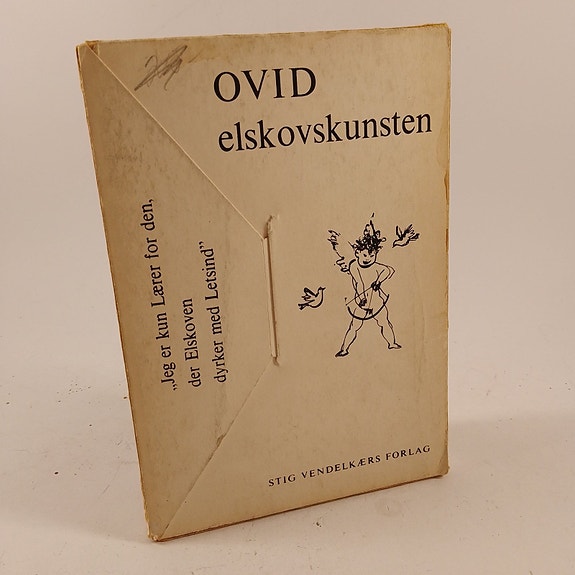 OVID
elskovskunsten
„Jeg er kun Lærer for den,
der Elskoven
dyrker med Letsind”
STIG VENDELKÆRS FORLAG